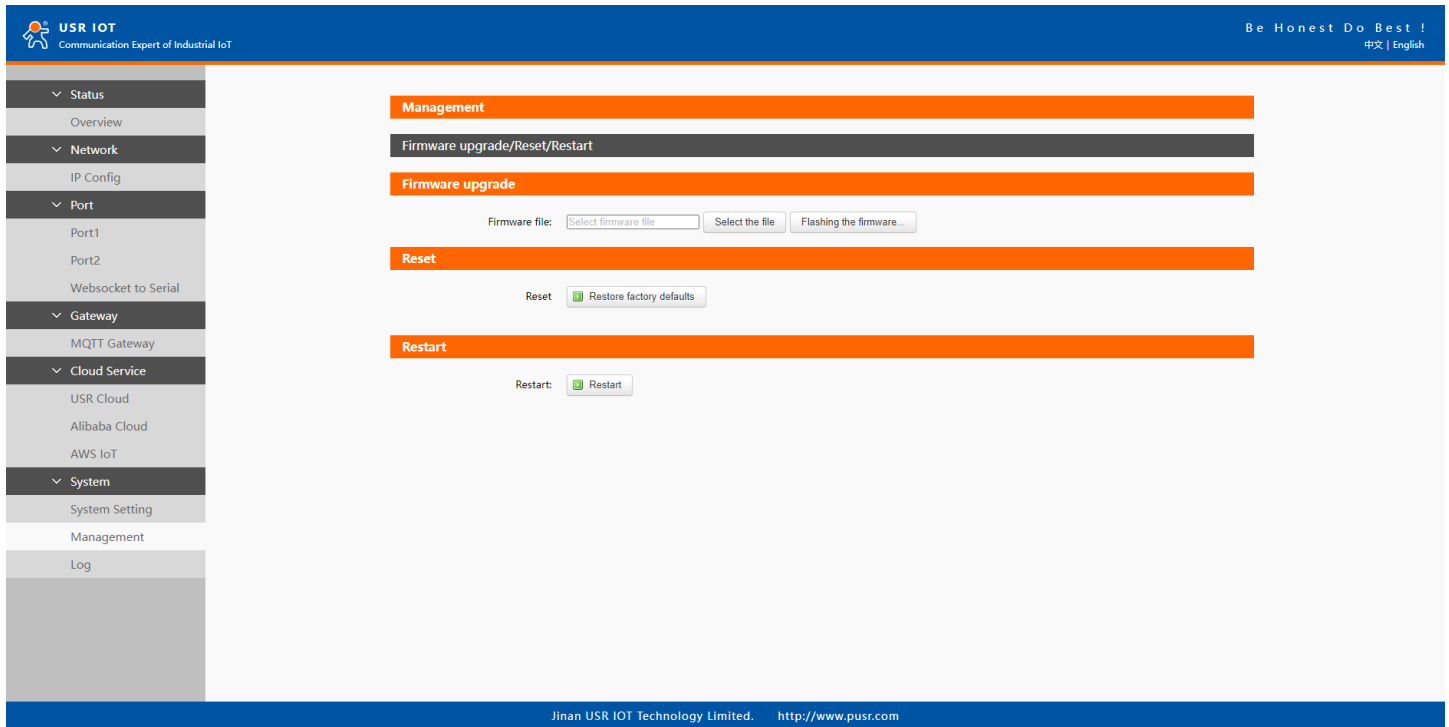 USR IOT
Communication Expert of Industrial IoT
Be Honest Do Best !
中文 | English
Status
Overview
Network
IP Config
Port
Port1
Port2
Websocket to Serial
Gateway
MQTT Gateway
Cloud Service
USR Cloud
Alibaba Cloud
AWS IoT
System
System Setting
Management
Log
Management
Firmware upgrade/Reset/Restart
Firmware upgrade
Firmware file: Select firmware file Select the file Flashing the firmware...
Reset
Reset Restore factory defaults
Restart
Restart: Restart
Jinan USR IOT Technology Limited. http://www.pusr.com